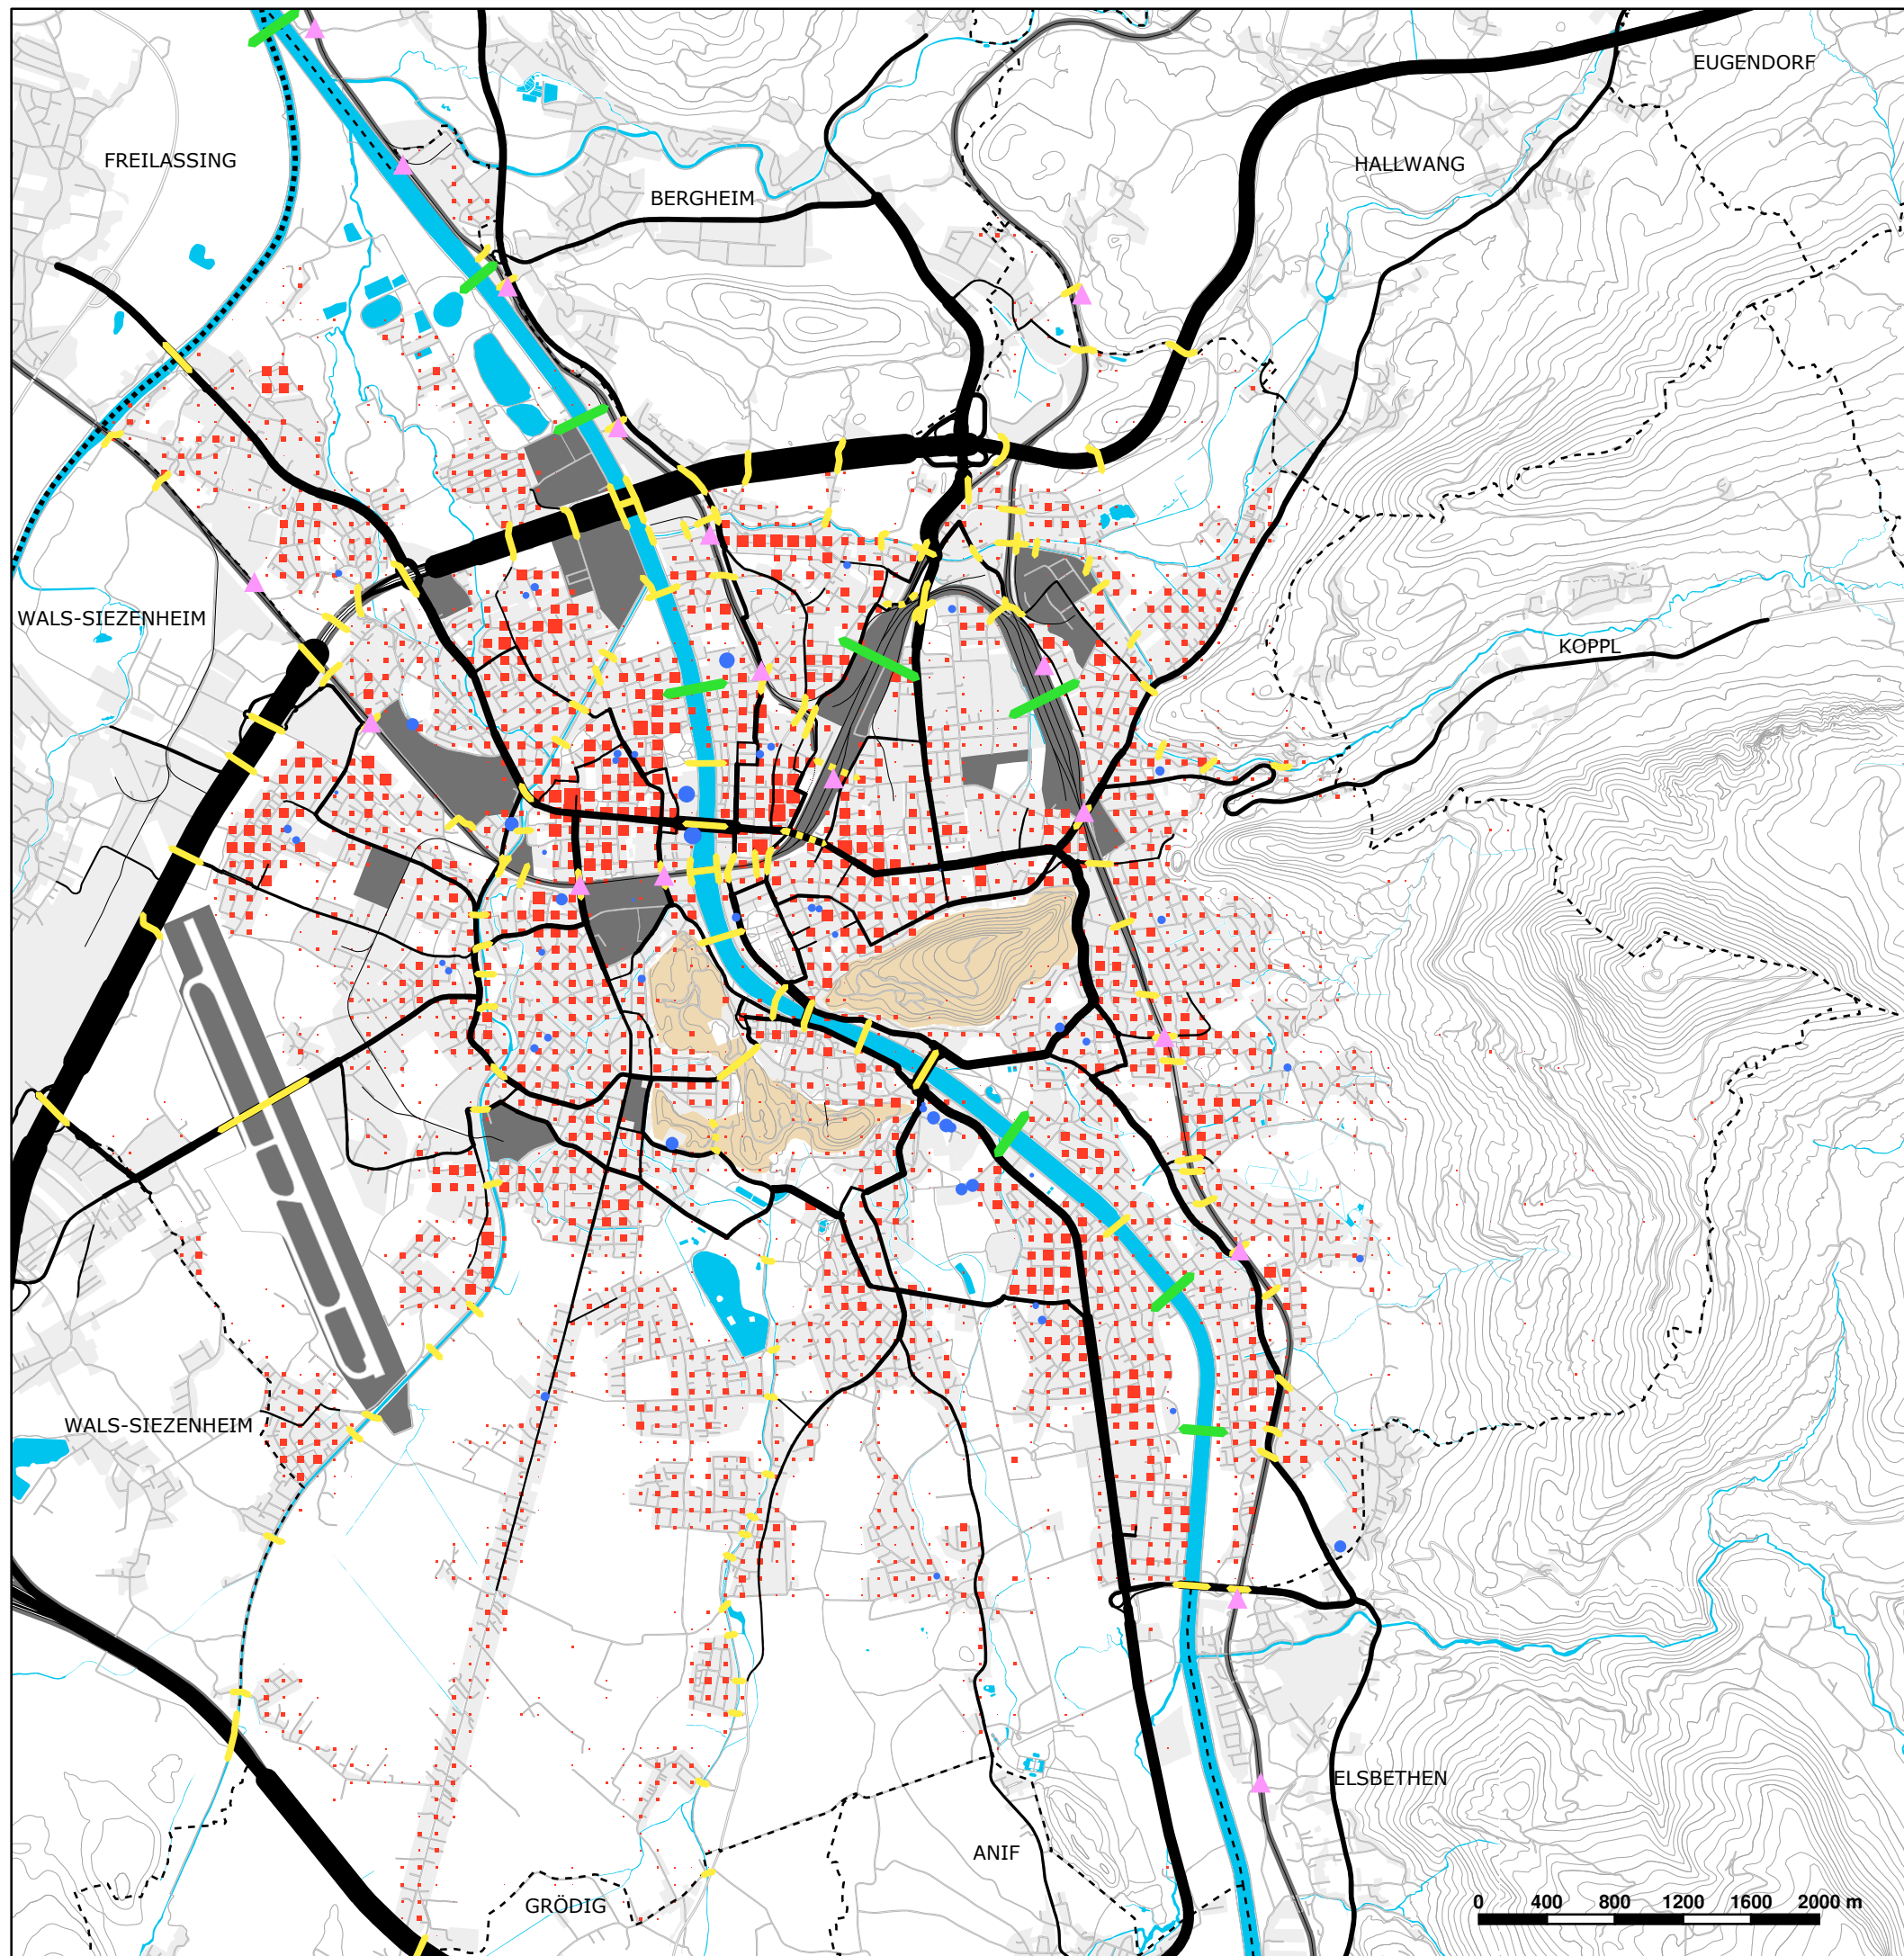 EUGENDORF
FREILASSING
HALLWANG
BERGHEIM
WALS-SIEZENHEIM
KOPPL
WALS-SIEZENHEIM
ELSBETHEN
ANIF
GRÖDIG
0 400 800 1200 1600 2000 m